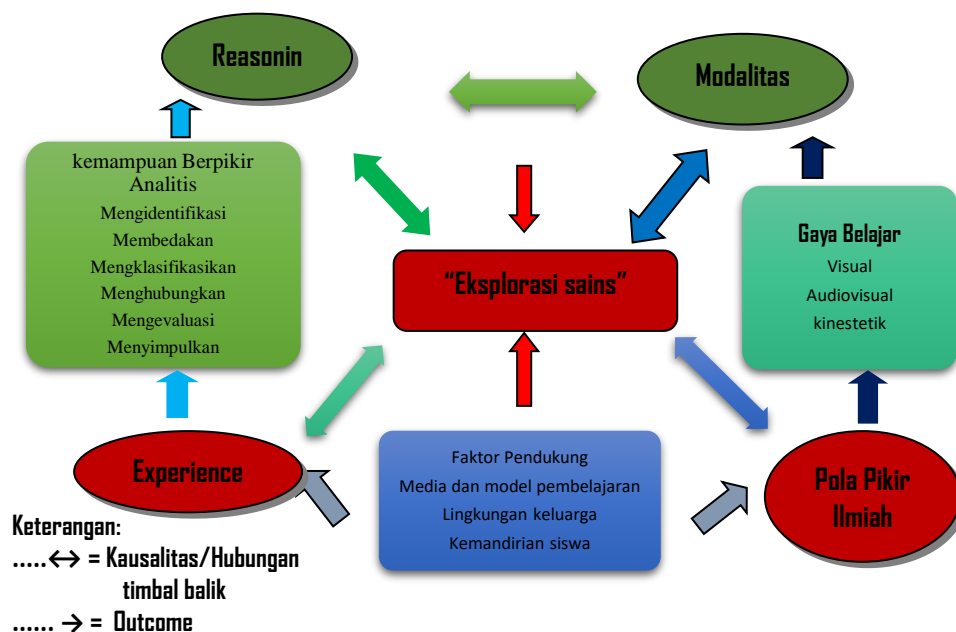 Reasonin
Modalitas
kemampuan Berpikir
Analitis
Mengidentifikasi
Membedakan
Mengklasifikasikan
Menghubungkan
Mengevaluasi
Menyimpulkan
Gaya Belajar
Visual
Audiovisual
kinestetik
“Eksplorasi sains”
Experience
Faktor Pendukung
Media dan model pembelajaran
Lingkungan keluarga
Kemandirian siswa
Pola Pikir
Ilmiah
Keterangan:
.....↔ = Kausalitas/Hubungan
timbal balik
...... → = Outcome